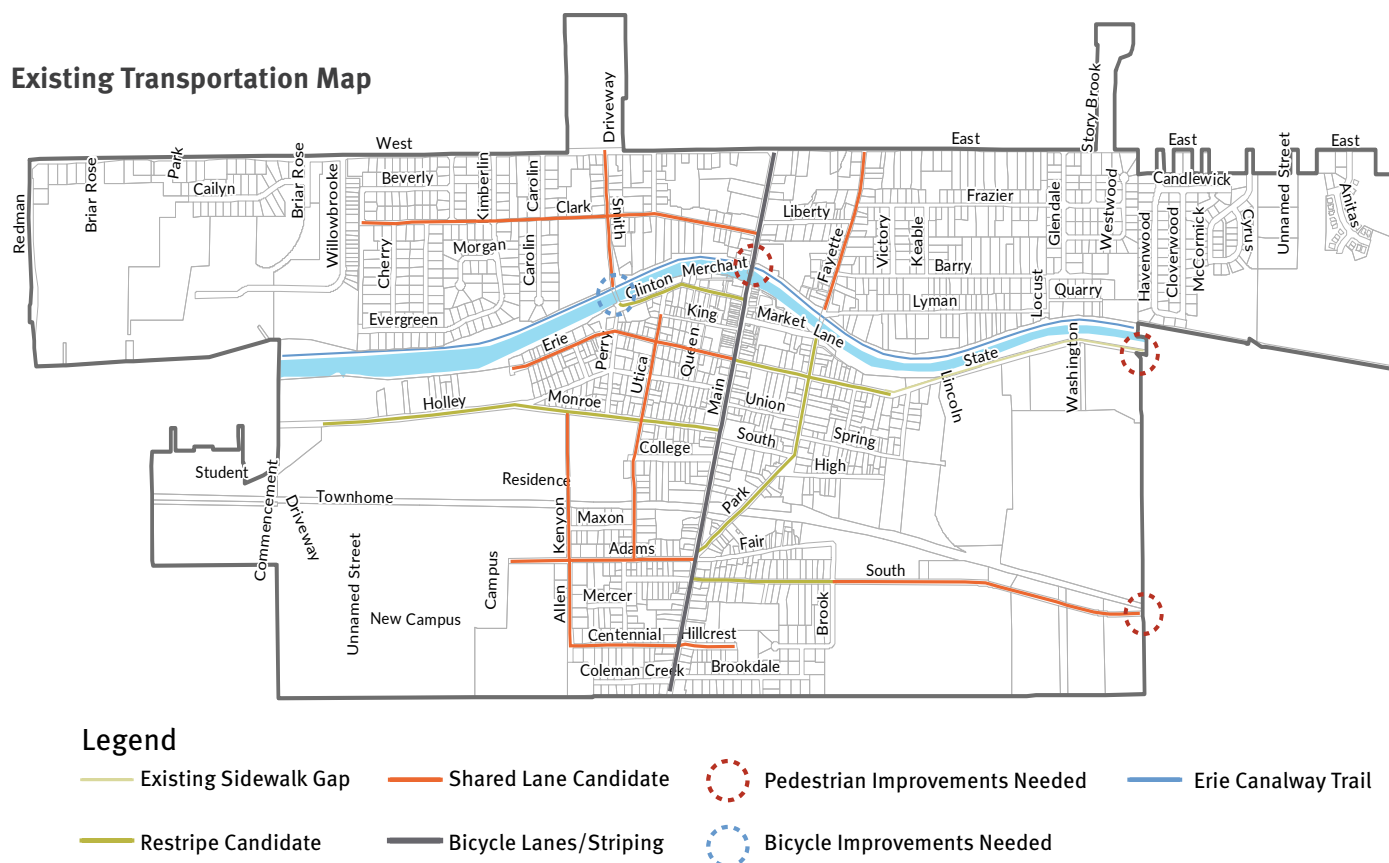 Existing Transportation Map
Driveway
Story Brook
West
East
East
Unnamed Street
East
Redman
Briar Rose
Park
Cailyn
Briar Rose
Willowbrooke
Beverly
Kimberlin
Carolin
Clark
Smith
Liberty
Frazier
Glendale
Westwood
Candlewick
Anitas
Cherry
Morgan
Carolin
Fayette
Victory
Keable
Havenwood
Cloverwood
McCormick
Cyrus
Merchant
Clinton
Barry
Locust
Quarry
Lyman
Evergreen
King
Market
Lane
Erie
Perry
Utica
Queen
State
Washington
Lincoln
Main
Holley
Monroe
Union
South
Spring
College
High
Student
Residence
Commencement
Driveway
Townhome
Park
Kenyon
Maxon
Adams
Fair
Unnamed Street
Campus
South
Allen
Mercer
Brook
New Campus
Centennial
Hillcrest
Coleman Creek
Brookdale
Legend
Existing Sidewalk Gap
Shared Lane Candidate
Pedestrian Improvements Needed
Erie Canalway Trail
Restripe Candidate
Bicycle Lanes/Striping
Bicycle Improvements Needed